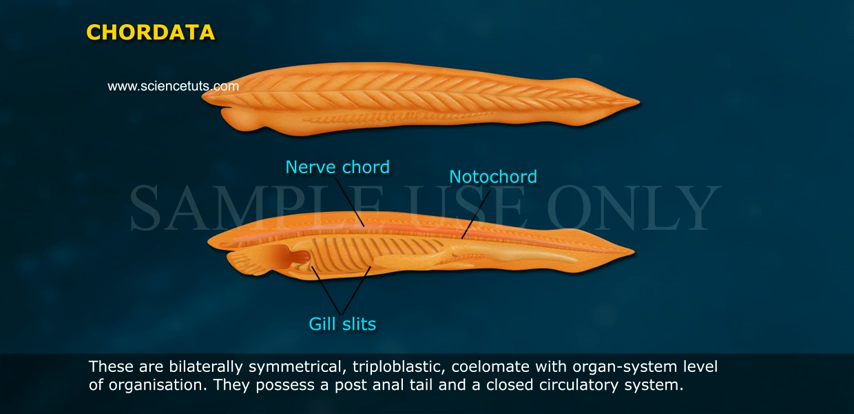 CHORDATA
www.sciencetuts.com
Nerve chord
Notochord
SAMPLE USE ONLY
Gill slits
These are bilaterally symmetrical, triploblastic, coelomate with organ-system level
of organisation. They possess a post anal tail and a closed circulatory system.